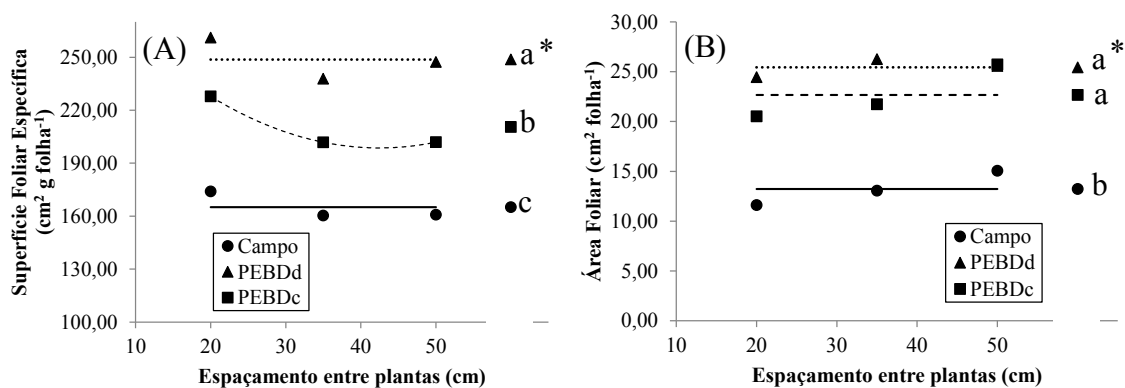 (A)
Superfície Foliar Específica
(cm² g folha⁻¹)
250,00
220,00
190,00
160,00
130,00
100,00
a *
b
c
Campo
PEBDd
PEBDc
10
20
30
40
50
Espaçamento entre plantas (cm)
(B)
Área Foliar (cm² folha⁻¹)
30,00
25,00
20,00
15,00
10,00
5,00
0,00
a *
a
b
Campo
PEBDd
PEBDc
10
20
30
40
50
Espaçamento entre plantas (cm)